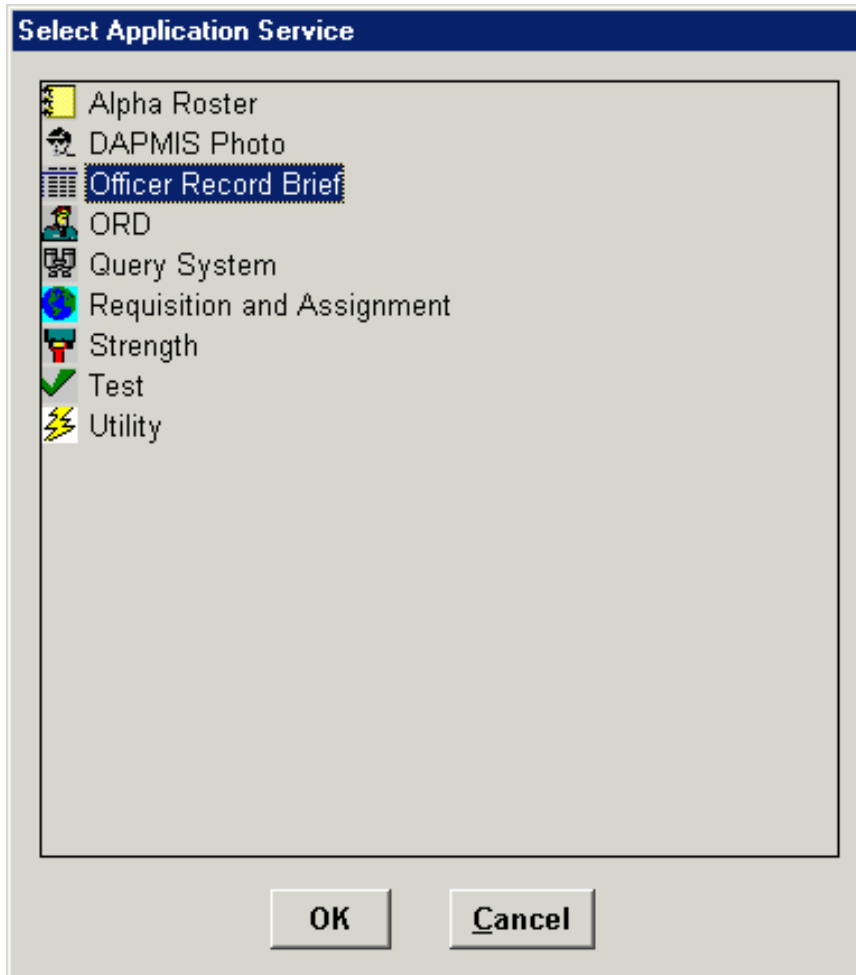 Select Application Service
Alpha Roster
DAPMIS Photo
Officer Record Brief
ORD
Query System
Requisition and Assignment
Strength
Test
Utility
OK Cancel